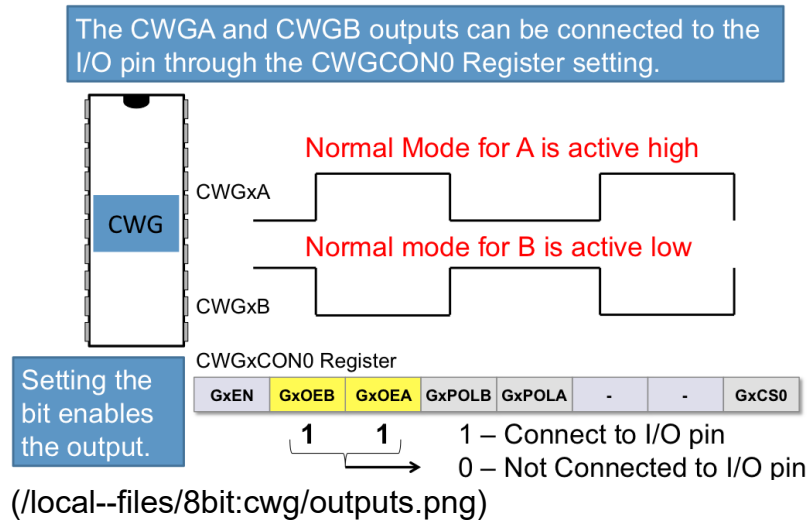 The CWGA and CWGB outputs can be connected to the
I/O pin through the CWGCON0 Register setting.
Normal Mode for A is active high
CWGxA
CWG
Normal mode for B is active low
CWGxB
CWGxCON0 Register
Setting the
bit enables
the output.
GxEN GxOEB GxOEA GxPOLB GxPOLA - - GxCS0
1 1 1 – Connect to I/O pin
0 – Not Connected to I/O pin
(/local--files/8bit:cwg/outputs.png)